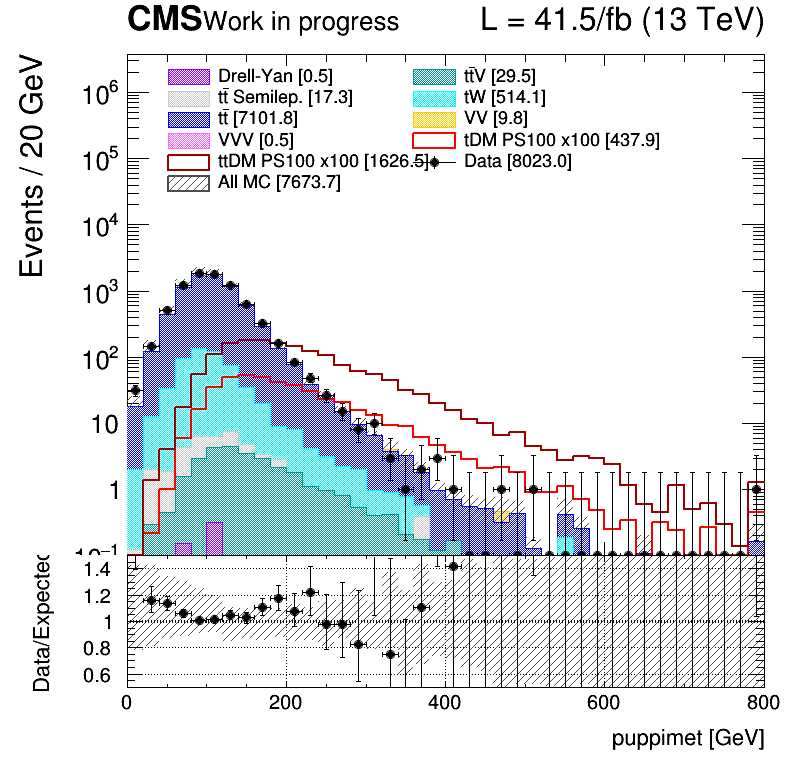 CMS Work in progress L = 41.5/fb (13 TeV)
Events / 20 GeV
Drell-Yan [0.5] tt̄V [29.5]
tt̄ Semilep. [17.3] tW [514.1]
tt̄ [7101.8] VV [9.8]
VVV [0.5] tDM PS100 x100 [437.9]
ttDM PS100 x100 [1626.5] Data [8023.0]
All MC [7673.7]
10⁶
10⁵
10⁴
10³
10²
10
1
10⁻¹
Data/Expected
1.4
1.2
1
0.8
0.6
0 200 400 600 800
puppimet [GeV]